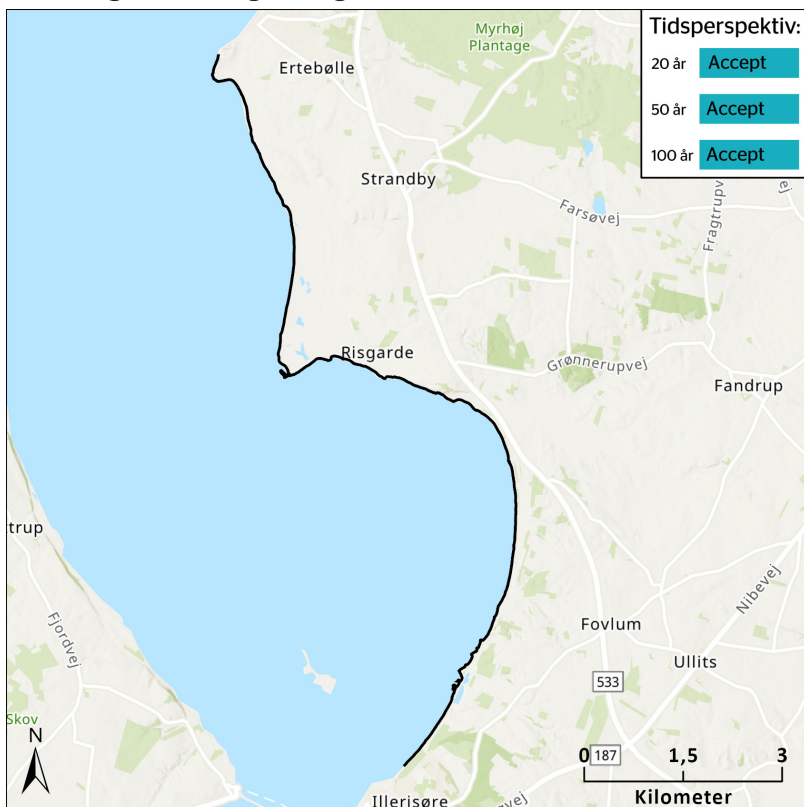 Tidsperspektiv:
20 år Accept
50 år Accept
100 år Accept
Myrhøj
Plantage
Ertebølle
Strandby
Farsøvej
Risgarde
Grønnerupvej
Fandrup
trup
Fjordvej
Nibevej
Fovlum
Ullits
533
Skov
N
187
0 1,5 3
Kilometer
Illerisøre